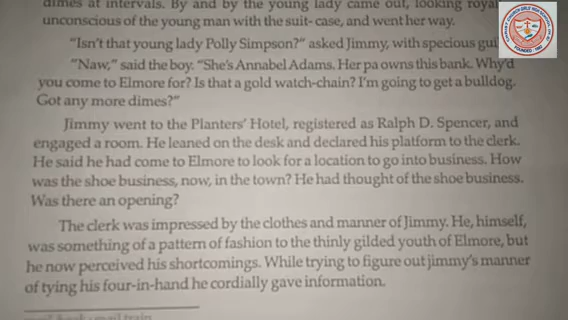 dimes at intervals. By and by the young lady came out, looking roya
unconscious of the young man with the suit- case, and went her way.
"Isn't that young lady Polly Simpson?" asked Jimmy, with specious gui
"Naw," said the boy. "She's Annabel Adams. Her pa owns this bank. Why'd
you come to Elmore for? Is that a gold watch-chain? I'm going to get a bulldog.
Got any more dimes?"
Jimmy went to the Planters' Hotel, registered as Ralph D. Spencer, and
engaged a room. He leaned on the desk and declared his platform to the clerk.
He said he had come to Elmore to look for a location to go into business. How
was the shoe business, now, in the town? He had thought of the shoe business.
Was there an opening?
The clerk was impressed by the clothes and manner of Jimmy. He, himself,
was something of a pattern of fashion to the thinly gilded youth of Elmore, but
he now perceived his shortcomings. While trying to figure out jimmy's manner
of tying his four-in-hand he cordially gave information.
mail train